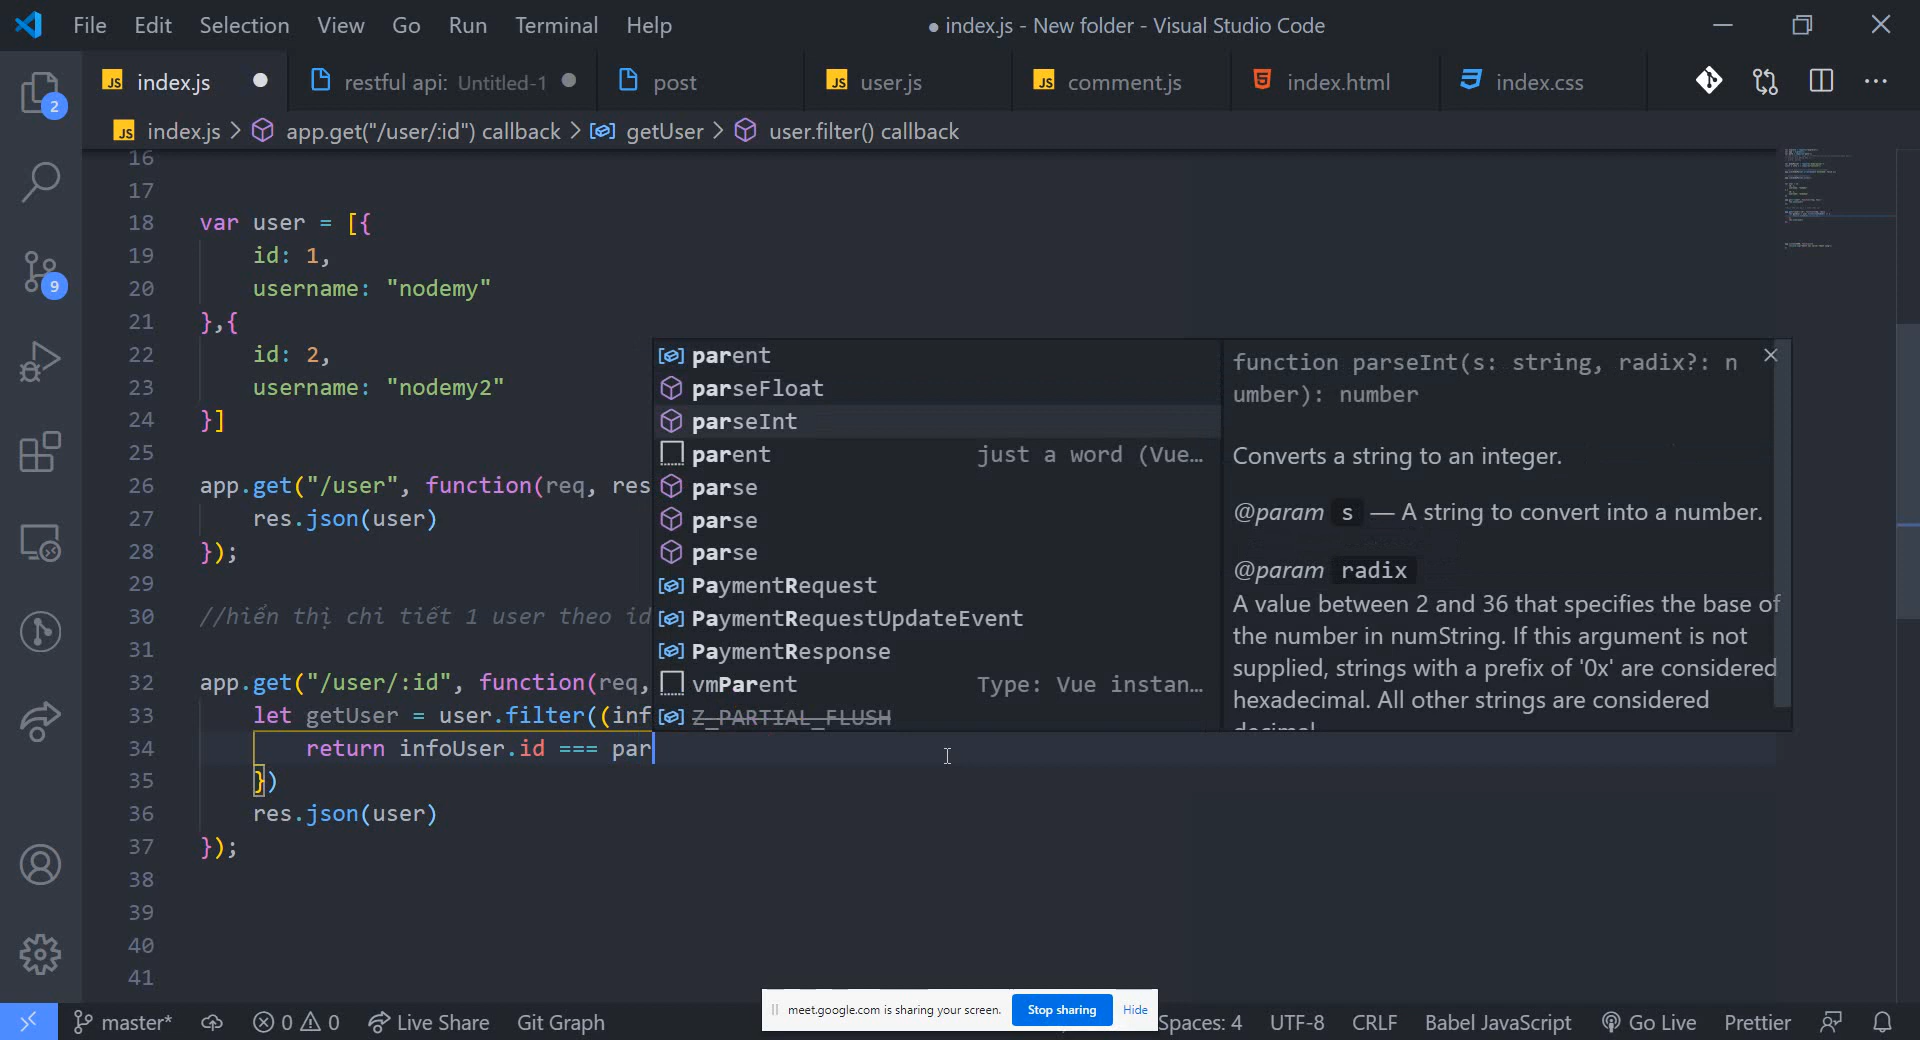 File Edit Selection View Go Run Terminal Help
● index.js - New folder - Visual Studio Code
JS index.js ●
restful api: Untitled-1 ●
post
JS user.js
JS comment.js
index.html
index.css
JS index.js > app.get("/user/:id") callback > getUser > user.filter() callback
2
9
16
17
18 var user = [{
19 id: 1,
20 username: "nodemy"
21 },{
22 id: 2,
23 username: "nodemy2"
24 }]
25
26 app.get("/user", function(req, res
27 res.json(user)
28 });
29
30 //hiển thị chi tiết 1 user theo id
31
32 app.get("/user/:id", function(req,
33 let getUser = user.filter((inf
34 return infoUser.id === par
35 })
36 res.json(user)
37 });
38
39
40
41
parent
parseFloat
parseInt
parent just a word (Vue…
parse
parse
parse
PaymentRequest
PaymentRequestUpdateEvent
PaymentResponse
vmParent Type: Vue instan…
Z_PARTIAL_FLUSH
function parseInt(s: string, radix?: n
umber): number
Converts a string to an integer.
@param s — A string to convert into a number.
@param radix
A value between 2 and 36 that specifies the base of
the number in numString. If this argument is not
supplied, strings with a prefix of '0x' are considered
hexadecimal. All other strings are considered
decimal.
meet.google.com is sharing your screen. Stop sharing Hide
master* 0 0 Live Share Git Graph
Spaces: 4 UTF-8 CRLF Babel JavaScript Go Live Prettier